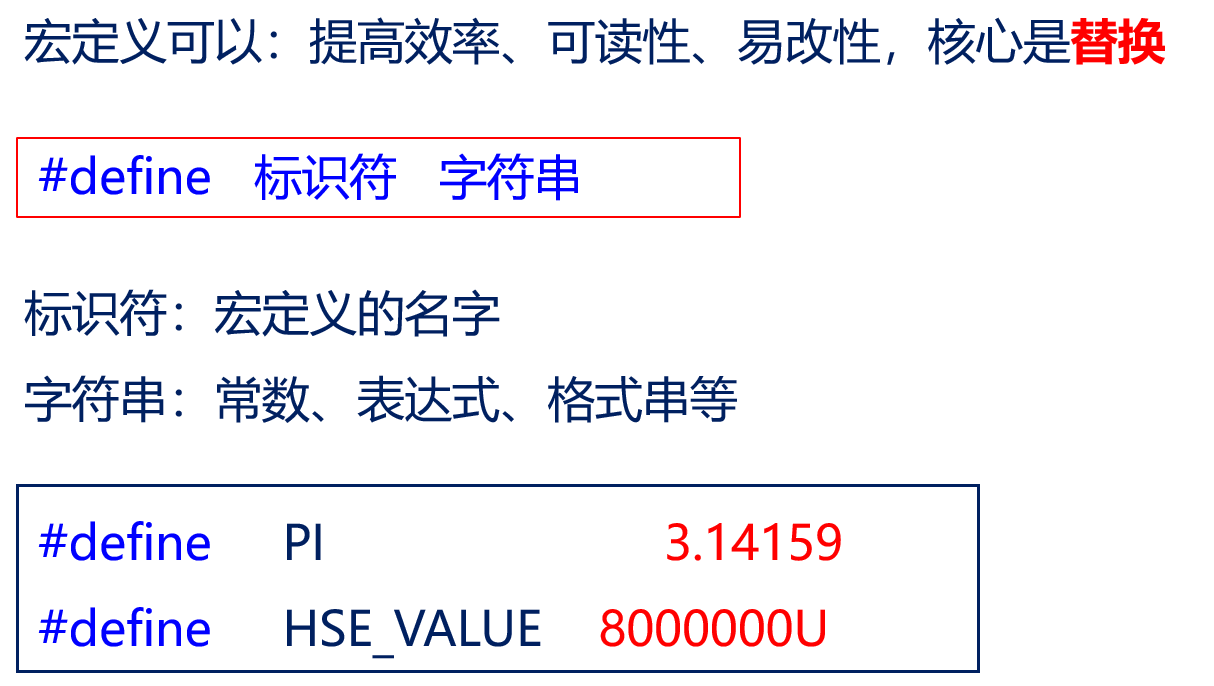 宏定义可以：提高效率、可读性、易改性，核心是替换
#define 标识符 字符串
标识符：宏定义的名字
字符串：常数、表达式、格式串等
#define PI 3.14159
#define HSE_VALUE 8000000U